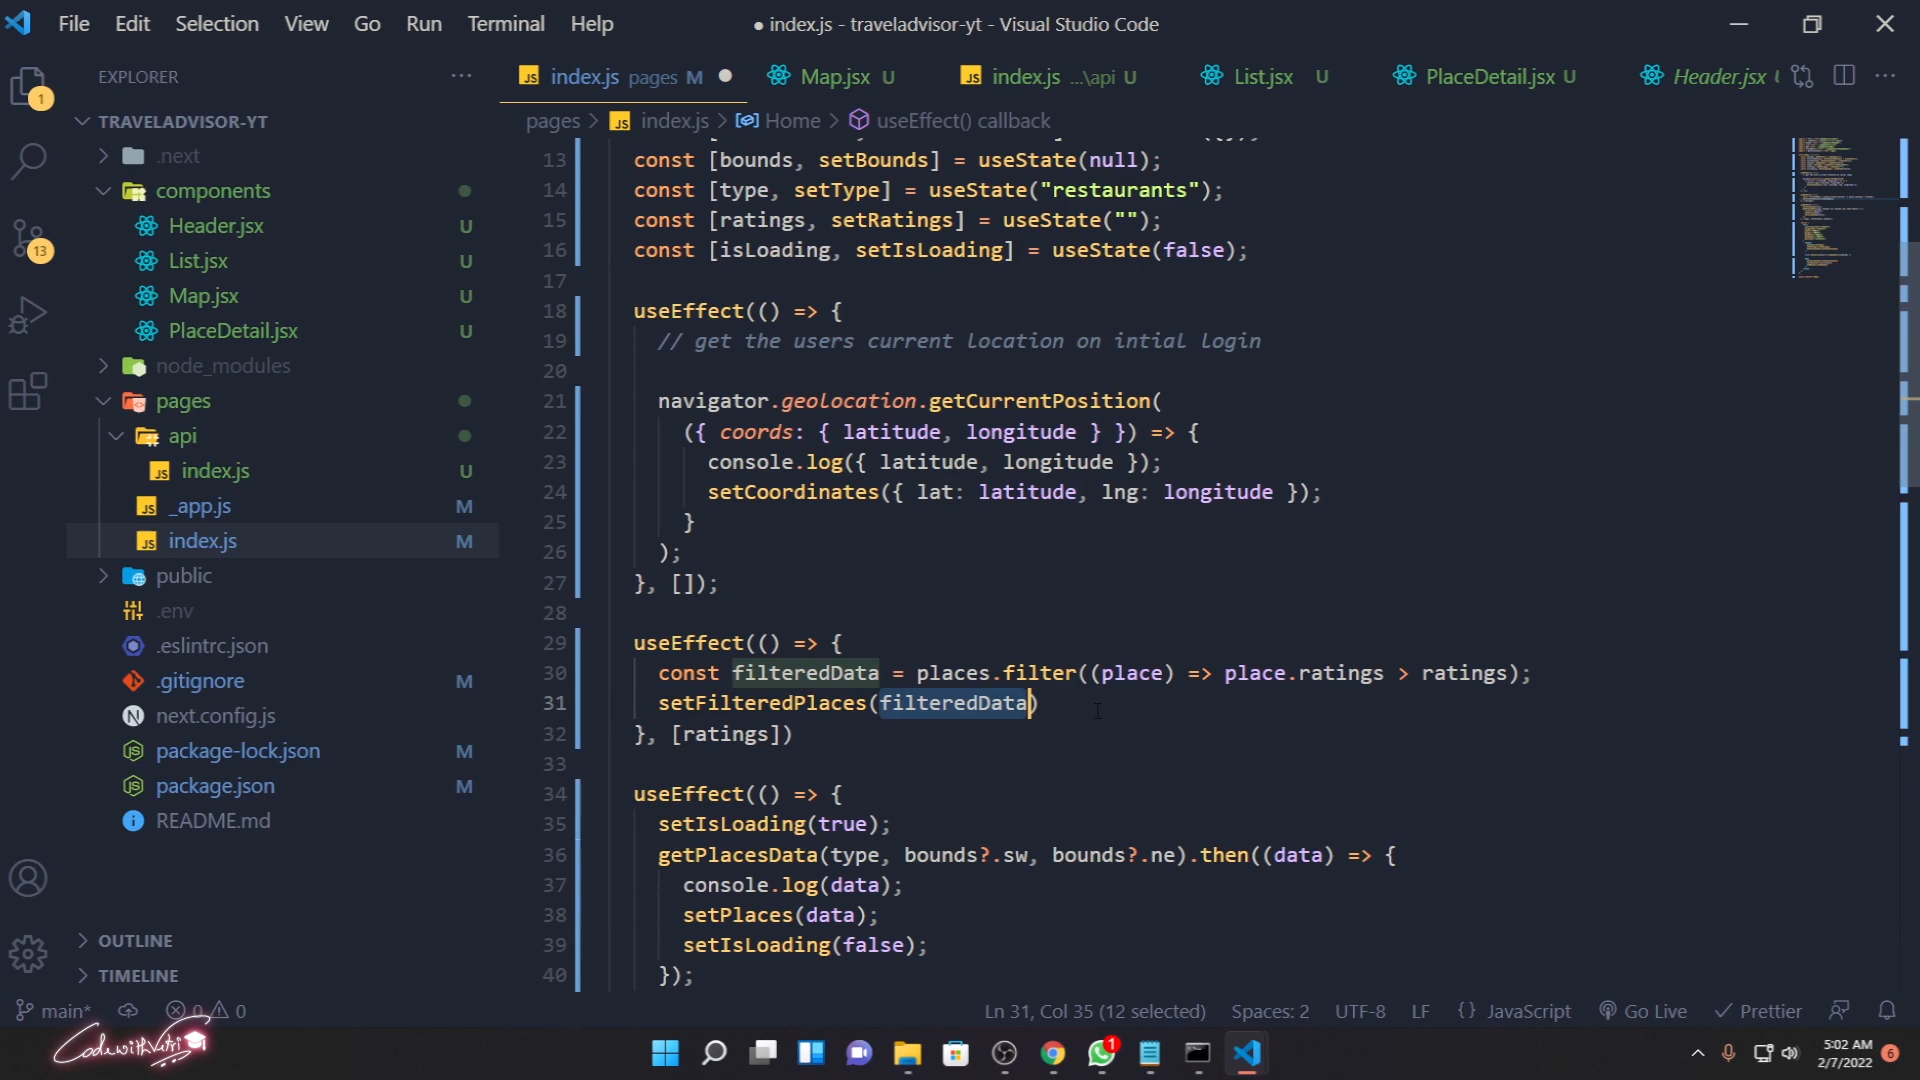 File Edit Selection View Go Run Terminal Help
● index.js - traveladvisor-yt - Visual Studio Code
EXPLORER
index.js pages M
Map.jsx U
index.js ...\api U
List.jsx U
PlaceDetail.jsx U
Header.jsx
pages > index.js > Home > useEffect() callback
TRAVELADVISOR-YT
.next
components
Header.jsx U
List.jsx U
Map.jsx U
PlaceDetail.jsx U
node_modules
pages
api
index.js U
_app.js M
index.js M
public
.env
.eslintrc.json
.gitignore M
next.config.js
package-lock.json M
package.json M
README.md
OUTLINE
TIMELINE
1
13
13 const [bounds, setBounds] = useState(null);
14 const [type, setType] = useState("restaurants");
15 const [ratings, setRatings] = useState("");
16 const [isLoading, setIsLoading] = useState(false);
17
18 useEffect(() => {
19 // get the users current location on intial login
20
21 navigator.geolocation.getCurrentPosition(
22 ({ coords: { latitude, longitude } }) => {
23 console.log({ latitude, longitude });
24 setCoordinates({ lat: latitude, lng: longitude });
25 }
26 );
27 }, []);
28
29 useEffect(() => {
30 const filteredData = places.filter((place) => place.ratings > ratings);
31 setFilteredPlaces(filteredData)
32 }, [ratings])
33
34 useEffect(() => {
35 setIsLoading(true);
36 getPlacesData(type, bounds?.sw, bounds?.ne).then((data) => {
37 console.log(data);
38 setPlaces(data);
39 setIsLoading(false);
40 });
main* 0 0
Ln 31, Col 35 (12 selected) Spaces: 2 UTF-8 LF {} JavaScript Go Live Prettier
1
5:02 AM
2/7/2022
6